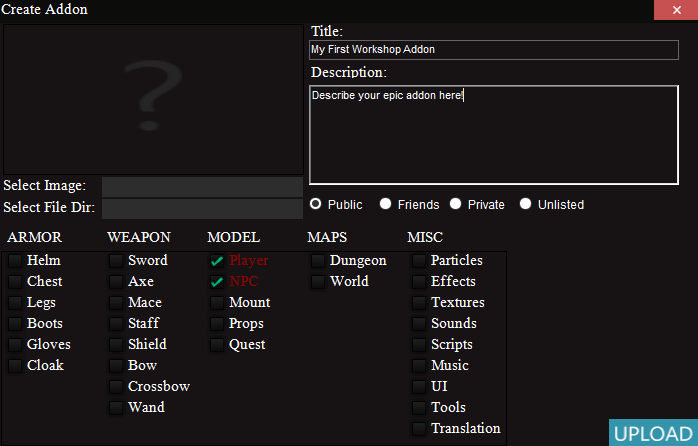 Create Addon
Title:
My First Workshop Addon
Description:
Describe your epic addon here!
Select Image:
Select File Dir:
Public Friends Private Unlisted
ARMOR WEAPON MODEL MAPS MISC
Helm Sword Player Dungeon Particles
Chest Axe NPC World Effects
Legs Mace Mount Textures
Boots Staff Props Sounds
Gloves Shield Quest Scripts
Cloak Bow Music
Crossbow UI
Wand Tools
Translation
UPLOAD